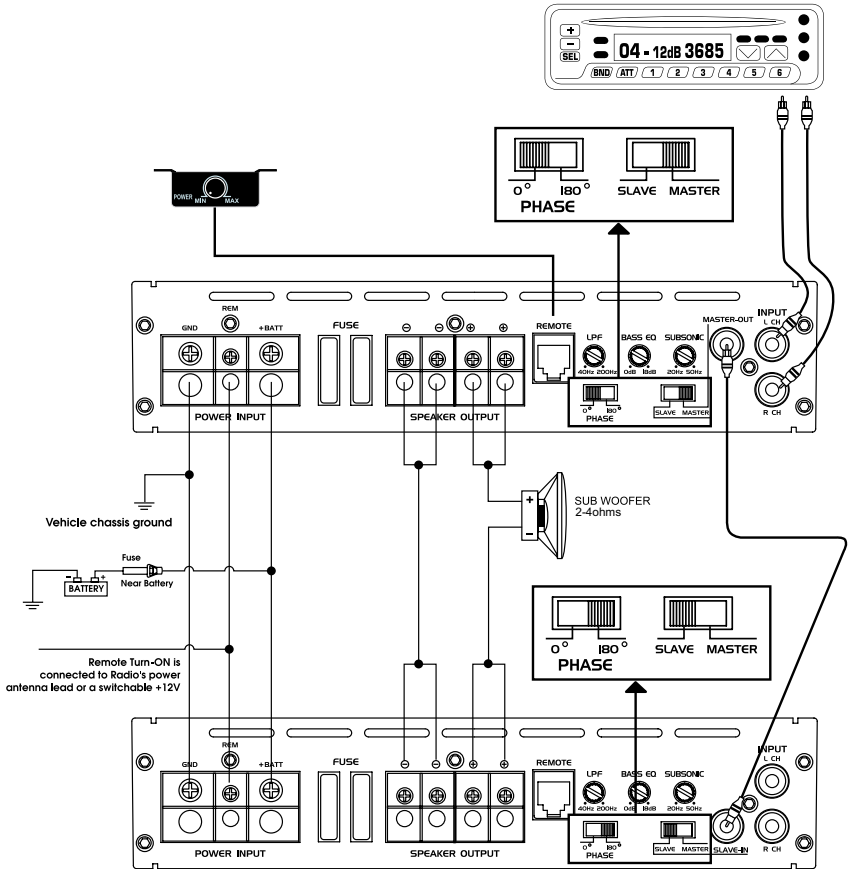 +
-
SEL
04 - 12dB 3685
BND ATT 1 2 3 4 5 6
0° 180°
PHASE
SLAVE MASTER
POWER MIN MAX
REM
GND
+BATT
FUSE
⊖ ⊖ ⊕ ⊕
REMOTE
LPF
40Hz 200Hz
BASS EQ
0dB 18dB
SUBSONIC
20Hz 50Hz
MASTER-OUT
INPUT
L CH
R CH
0° 180°
PHASE
SLAVE MASTER
POWER INPUT
SPEAKER OUTPUT
Vehicle chassis ground
+
-
SUB WOOFER
2-4ohms
Fuse
Near Battery
- +
BATTERY
Remote Turn-ON is
connected to Radio's power
antenna lead or a switchable +12V
0° 180°
PHASE
SLAVE MASTER
REM
GND
+BATT
FUSE
⊖ ⊖ ⊕ ⊕
REMOTE
LPF
40Hz 200Hz
BASS EQ
0dB 18dB
SUBSONIC
20Hz 50Hz
INPUT
L CH
R CH
0° 180°
PHASE
SLAVE MASTER
SLAVE-IN
POWER INPUT
SPEAKER OUTPUT